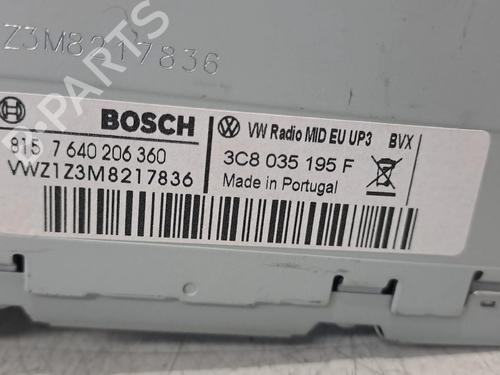 Z3M8217836
B-PARTS
BOSCH
815 7 640 206 360
VWZ1Z3M8217836
VW Radio MID EU UP3 BVX
3C8 035 195 F
Made in Portugal